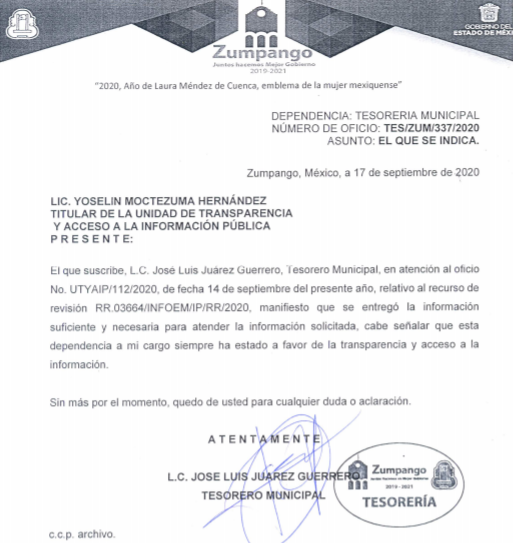 GOBIERNO DEL
ESTADO DE MÉXI
Zumpango
Juntos hacemos Mejor Gobierno
2019-2021
"2020, Año de Laura Méndez de Cuenca, emblema de la mujer mexiquense"
DEPENDENCIA: TESORERIA MUNICIPAL
NÚMERO DE OFICIO: TES/ZUM/337/2020
ASUNTO: EL QUE SE INDICA.
Zumpango, México, a 17 de septiembre de 2020
LIC. YOSELIN MOCTEZUMA HERNÁNDEZ
TITULAR DE LA UNIDAD DE TRANSPARENCIA
Y ACCESO A LA INFORMACIÓN PÚBLICA
P R E S E N T E:
El que suscribe, L.C. José Luis Juárez Guerrero, Tesorero Municipal, en atención al oficio
No. UTYAIP/112/2020, de fecha 14 de septiembre del presente año, relativo al recurso de
revisión RR.03664/INFOEM/IP/RR/2020, manifiesto que se entregó la información
suficiente y necesaria para atender la información solicitada, cabe señalar que esta
dependencia a mi cargo siempre ha estado a favor de la transparencia y acceso a la
información.
Sin más por el momento, quedo de usted para cualquier duda o aclaración.
A T E N T A M E N T E
L.C. JOSE LUIS JUÁREZ GUERRERO
TESORERO MUNICIPAL
Zumpango
Juntos hacemos Mejor Gobierno
2019 - 2021
TESORERÍA
c.c.p. archivo.